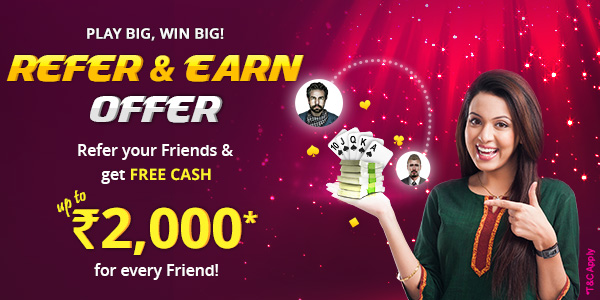 PLAY BIG, WIN BIG!
REFER & EARN
OFFER
Refer your Friends &
get FREE CASH
up to
₹2,000*
for every Friend!
10 J Q K A
*T&C Apply